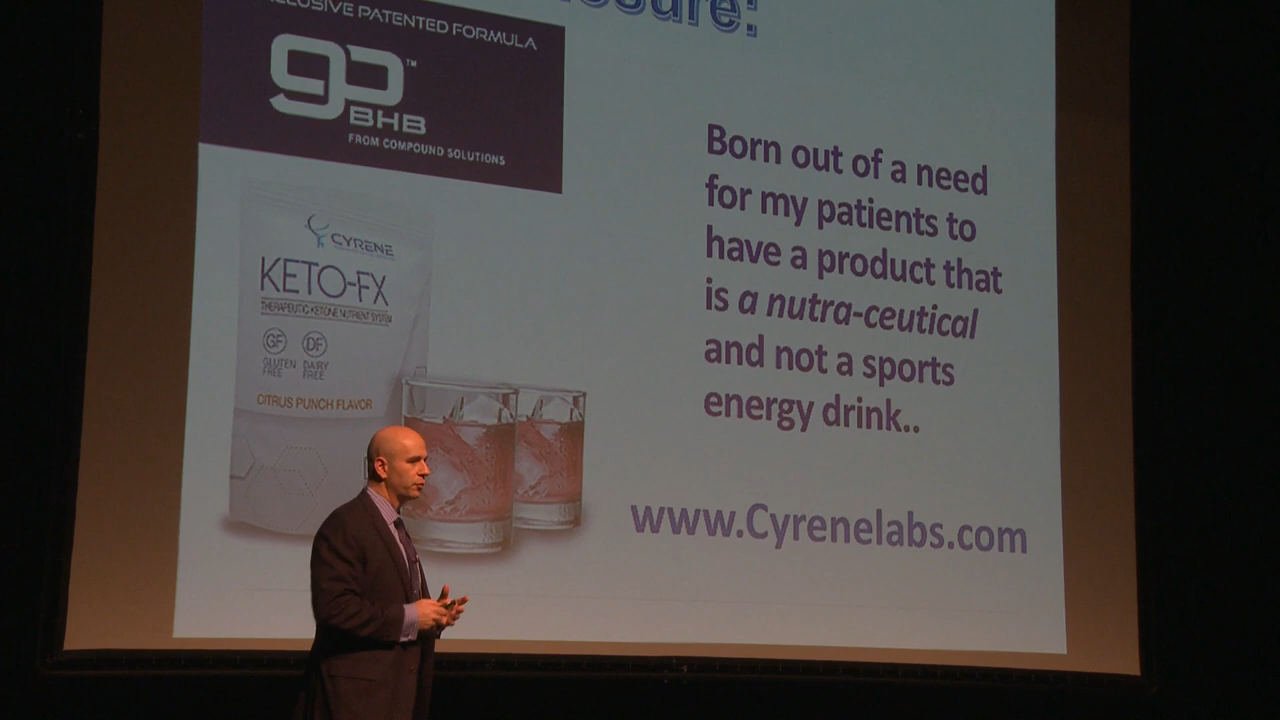 EXCLUSIVE PATENTED FORMULA
go™
BHB
FROM COMPOUND SOLUTIONS
CYRENE
KETO-FX
THERAPEUTIC KETONE NUTRIENT SYSTEM
GF DF
GLUTEN FREE DAIRY FREE
CITRUS PUNCH FLAVOR
Born out of a need
for my patients to
have a product that
is a nutra-ceutical
and not a sports
energy drink..
www.Cyrenelabs.com